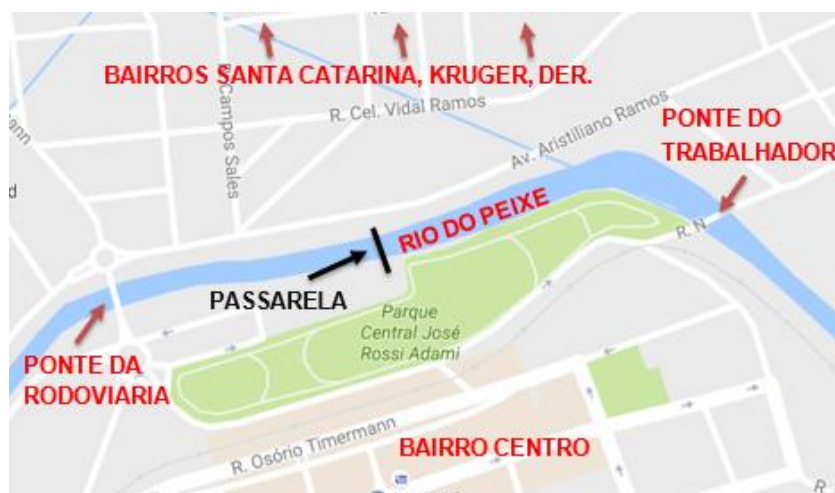 BAIRROS SANTA CATARINA, KRUGER, DER.
R. Campos Sales
R. Cel. Vidal Ramos
Av. Aristiliano Ramos
PONTE DO
TRABALHADOR
RIO DO PEIXE
R. N
PASSARELA
Parque
Central José
Rossi Adami
PONTE DA
RODOVIARIA
R. Osório Timermann
BAIRRO CENTRO
R.